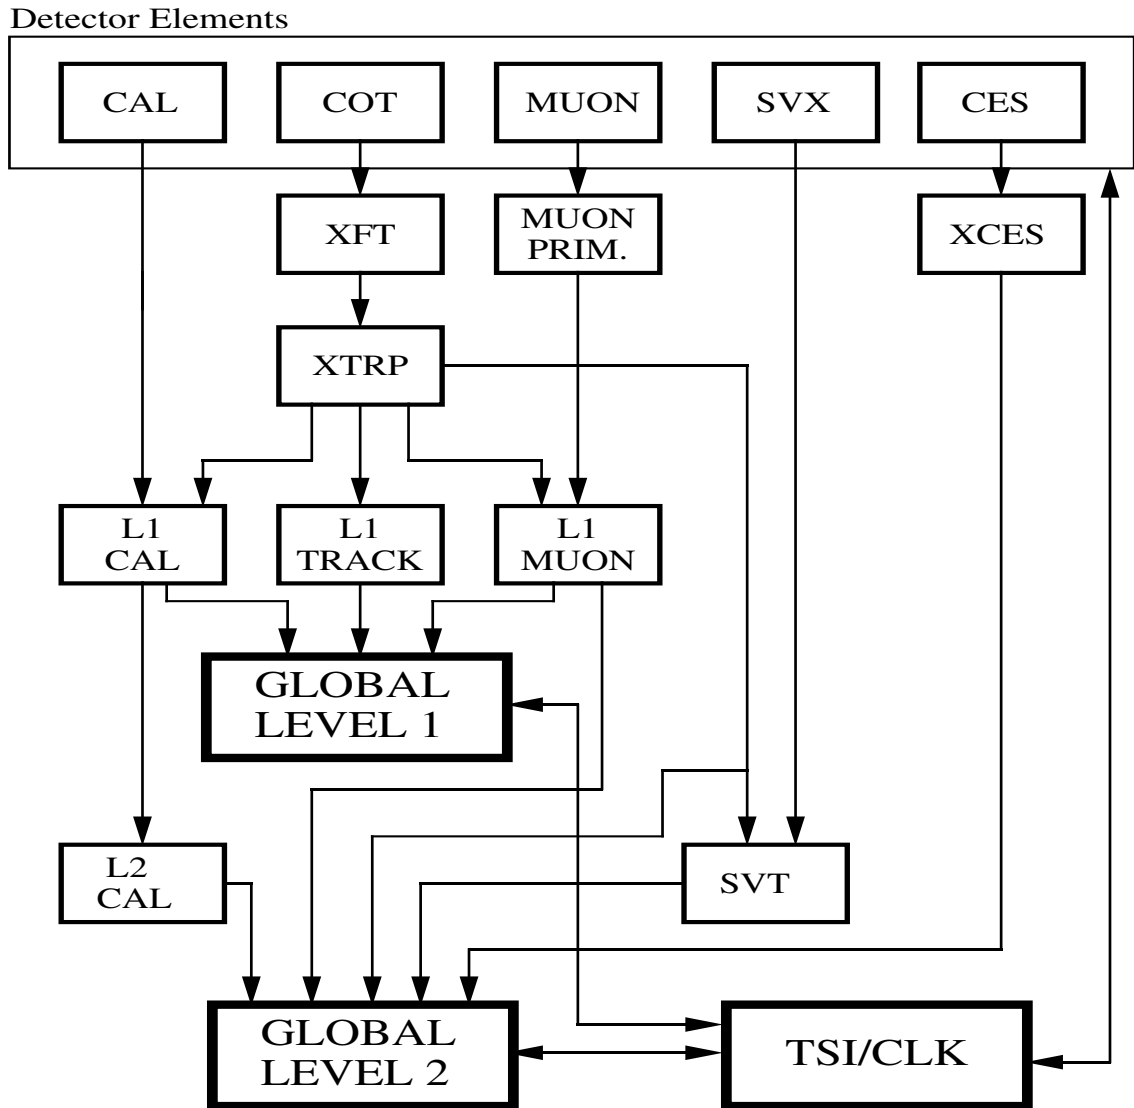 Detector Elements
CAL
COT
MUON
SVX
CES
XFT
MUON
PRIM.
XCES
XTRP
L1
CAL
L1
TRACK
L1
MUON
GLOBAL
LEVEL 1
L2
CAL
SVT
GLOBAL
LEVEL 2
TSI/CLK